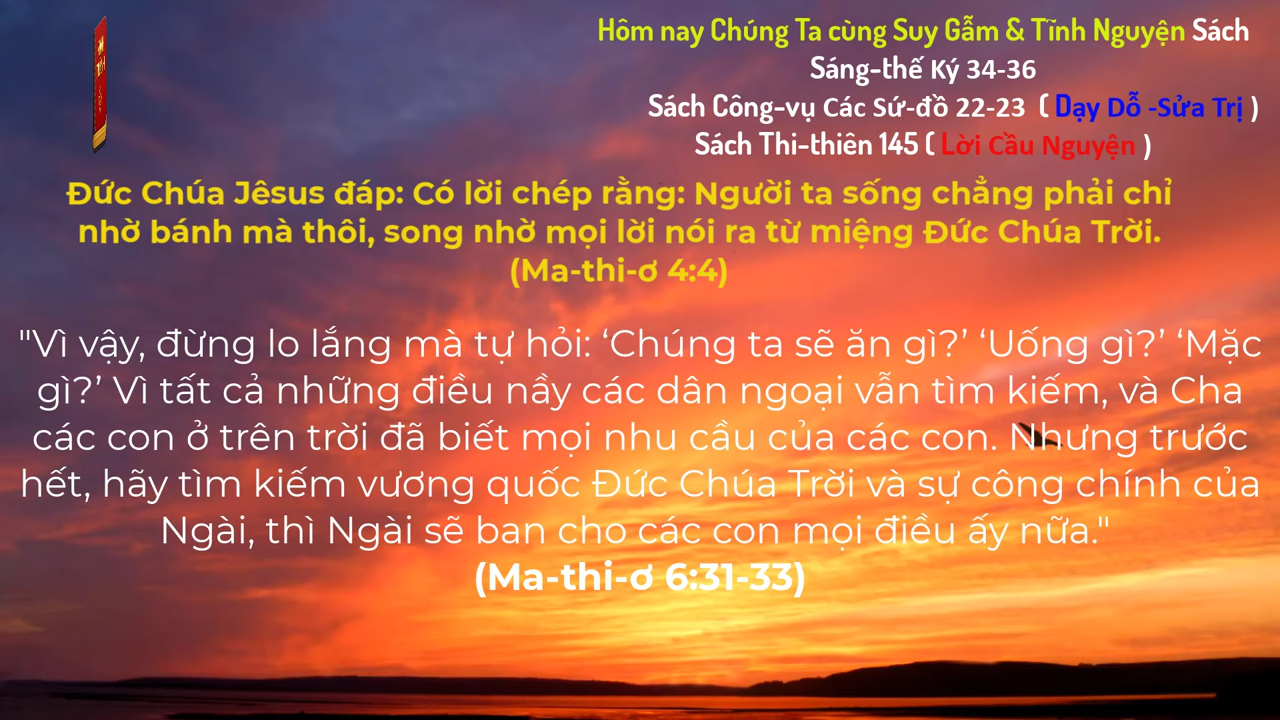 Hôm nay Chúng Ta cùng Suy Gẫm & Tĩnh Nguyện Sách
Sáng-thế Ký 34-36
Sách Công-vụ Các Sứ-đồ 22-23 ( Dạy Dỗ -Sửa Trị )
Sách Thi-thiên 145 ( Lời Cầu Nguyện )
Đức Chúa Jêsus đáp: Có lời chép rằng: Người ta sống chẳng phải chỉ
nhờ bánh mà thôi, song nhờ mọi lời nói ra từ miệng Đức Chúa Trời.
(Ma-thi-ơ 4:4)
"Vì vậy, đừng lo lắng mà tự hỏi: ‘Chúng ta sẽ ăn gì?’ ‘Uống gì?’ ‘Mặc
gì?’ Vì tất cả những điều nầy các dân ngoại vẫn tìm kiếm, và Cha
các con ở trên trời đã biết mọi nhu cầu của các con. Nhưng trước
hết, hãy tìm kiếm vương quốc Đức Chúa Trời và sự công chính của
Ngài, thì Ngài sẽ ban cho các con mọi điều ấy nữa."
(Ma-thi-ơ 6:31-33)